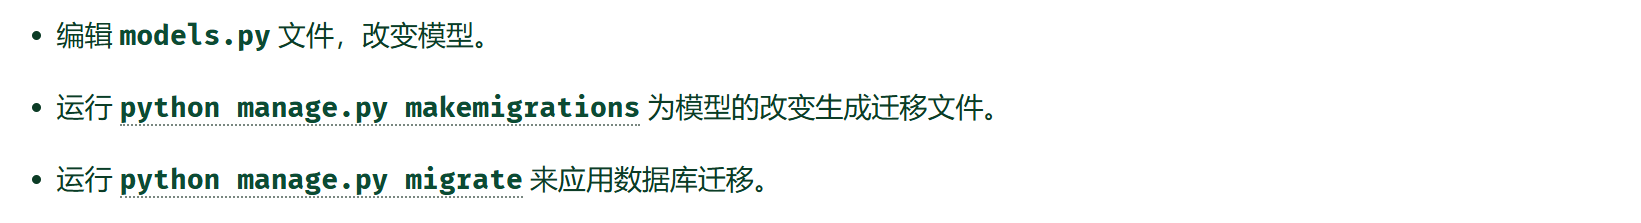 • 编辑 models.py 文件，改变模型。
• 运行 python manage.py makemigrations 为模型的改变生成迁移文件。
• 运行 python manage.py migrate 来应用数据库迁移。